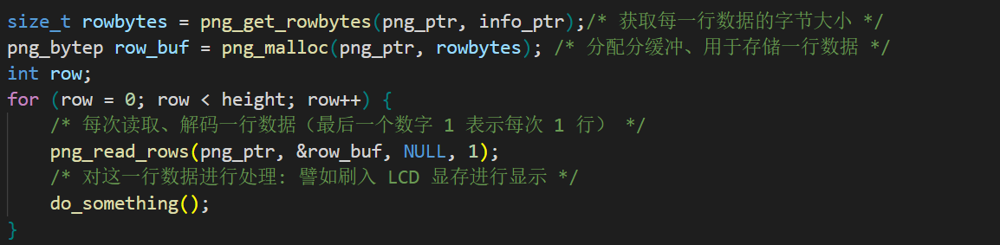 size_t rowbytes = png_get_rowbytes(png_ptr, info_ptr);/* 获取每一行数据的字节大小 */
png_bytep row_buf = png_malloc(png_ptr, rowbytes); /* 分配分缓冲、用于存储一行数据 */
int row;
for (row = 0; row < height; row++) {
    /* 每次读取、解码一行数据（最后一个数字 1 表示每次 1 行） */
    png_read_rows(png_ptr, &row_buf, NULL, 1);
    /* 对这一行数据进行处理: 譬如刷入 LCD 显存进行显示 */
    do_something();
}